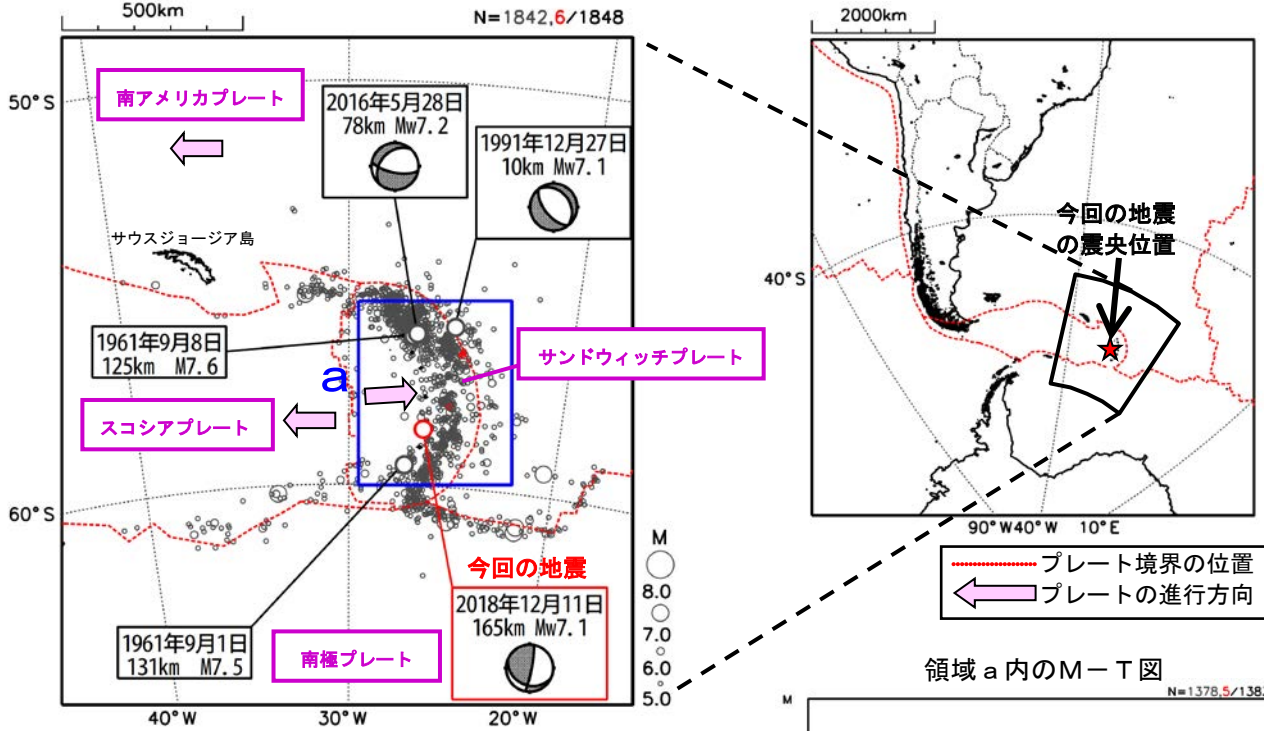 500km
N=1842,6/1848
50°S
60°S
40°W
30°W
20°W
南アメリカプレート
2016年5月28日
78km Mw7.2
1991年12月27日
10km Mw7.1
サウスジョージア島
1961年9月8日
125km M7.6
a
サンドウィッチプレート
スコシアプレート
今回の地震
2018年12月11日
165km Mw7.1
1961年9月1日
131km M7.5
南極プレート
M
8.0
7.0
6.0
5.0
2000km
今回の地震
の震央位置
40°S
90°W
40°W
10°E
プレート境界の位置
プレートの進行方向
領域a内のM-T図
M
N=1378,5/1383